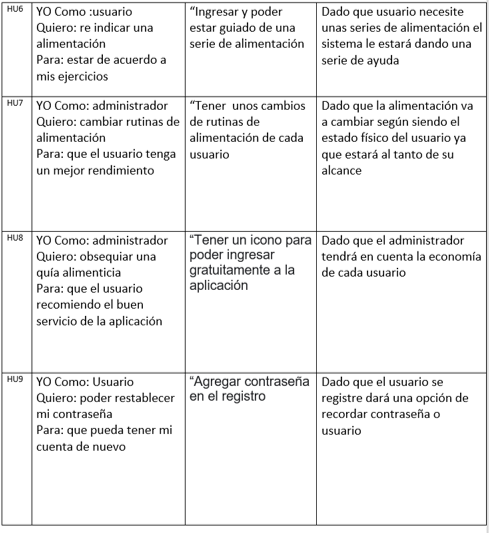 HU6
YO Como :usuario
Quiero: re indicar una
alimentación
Para: estar de acuerdo a
mis ejercicios
“Ingresar y poder
estar guiado de una
serie de alimentación
Dado que usuario necesite
unas series de alimentación el
sistema le estará dando una
serie de ayuda
HU7
YO Como: administrador
Quiero: cambiar rutinas de
alimentación
Para: que el usuario tenga
un mejor rendimiento
“Tener  unos cambios
de rutinas de
alimentación de cada
usuario
Dado que la alimentación va
a cambiar según siendo el
estado físico del usuario ya
que estará al tanto de su
alcance
HU8
YO Como: administrador
Quiero: obsequiar una
quía alimenticia
Para: que el usuario
recomiendo el buen
servicio de la aplicación
“Tener un icono para
poder ingresar
gratuitamente a la
aplicación
Dado que el administrador
tendrá en cuenta la economía
de cada usuario
HU9
YO Como: Usuario
Quiero: poder restablecer
mi contraseña
Para: que pueda tener mi
cuenta de nuevo
“Agregar contraseña
en el registro
Dado que el usuario se
registre dará una opción de
recordar contraseña o
usuario